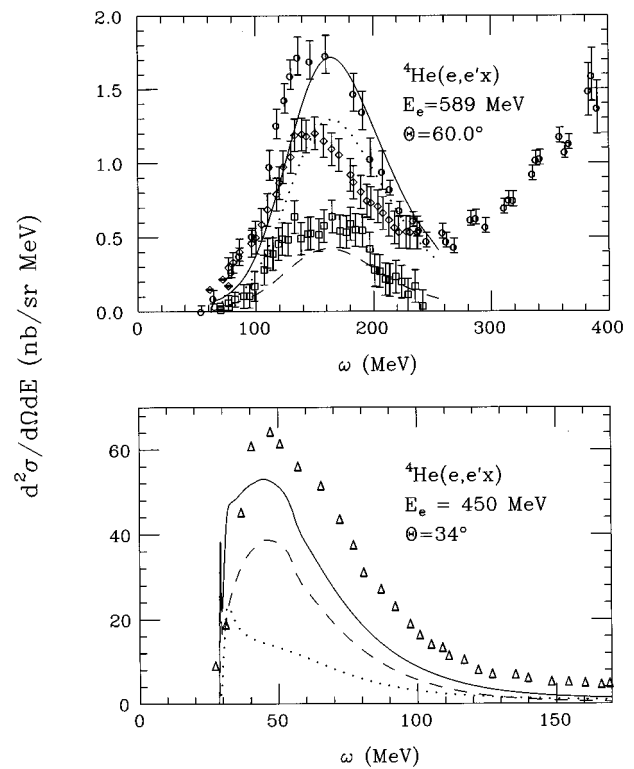 2.0
1.5
1.0
0.5
0.0
0
100
200
300
400
⁴He(e,e'x)
E_e=589 MeV
Θ=60.0°
ω (MeV)
d²σ/dΩdE (nb/sr MeV)
60
40
20
0
0
50
100
150
⁴He(e,e'x)
E_e = 450 MeV
Θ=34°
ω (MeV)